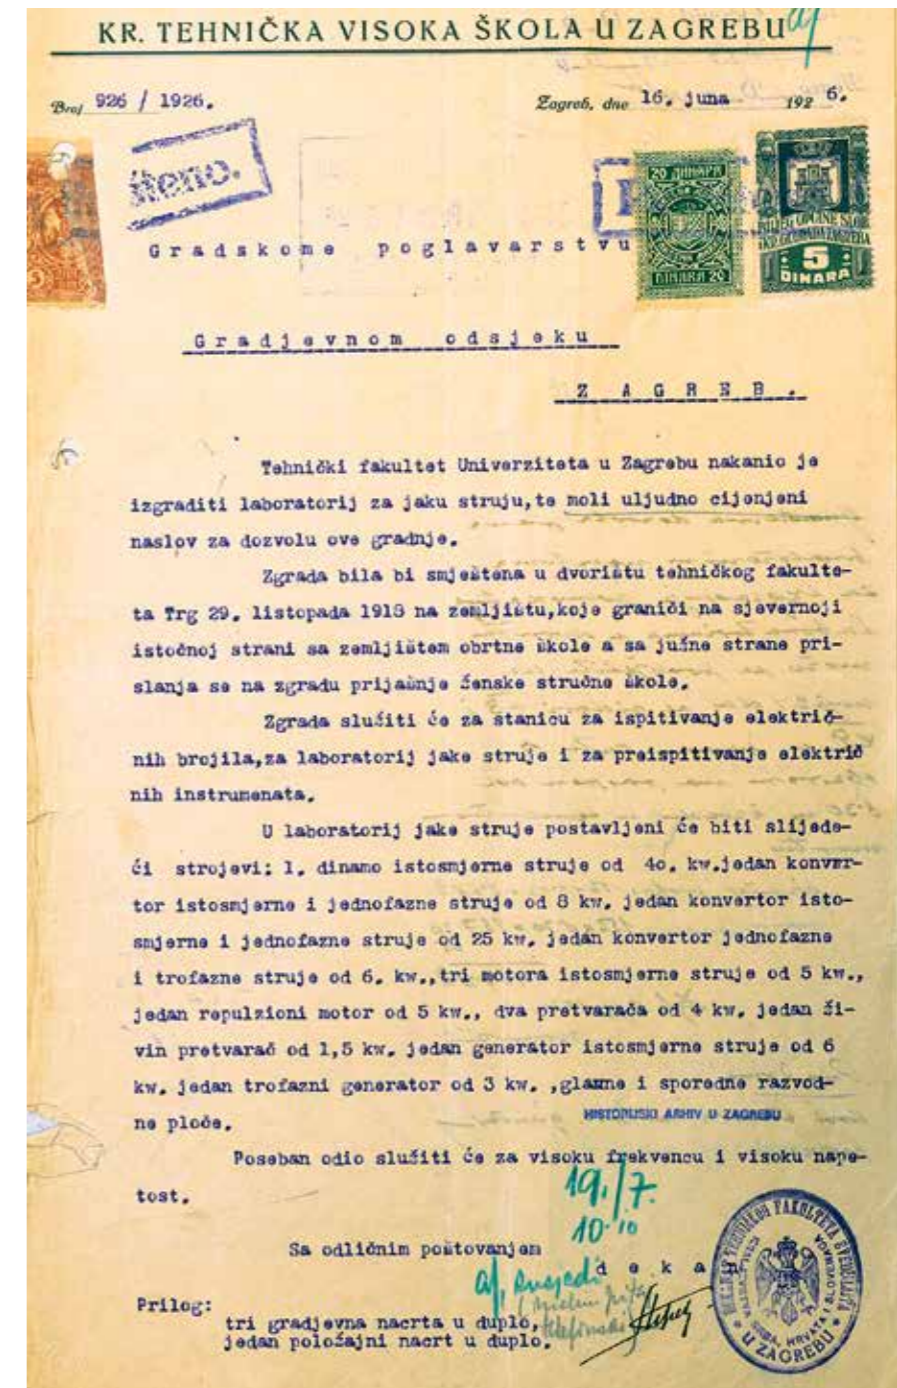 KR. TEHNIČKA VISOKA ŠKOLA U ZAGREBU
Broj 926 / 1926. Zagreb, dne 16. juna 1926.
šteno.
20 ДИНАРА
DINARA 20
5
DINARA
Gradskome poglavarstvu
Gradjevnom odsjeku
ZAGREB.
Tehnički fakultet Univerziteta u Zagrebu nakanio je
izgraditi laboratorij za jaku struju,te moli uljudno cijenjeni
naslov za dozvolu ove gradnje.
Zgrada bila bi smještena u dvorištu tehničkog fakulte-
ta Trg 29. listopada 1918 na zemljištu,koje graniči na sjevernoji
istočnoj strani sa zemljištem obrtne škole a sa južne strane pri-
slanja se na zgradu prijašnje ženske stručne škole.
Zgrada služiti će za stanicu za ispitivanje električ-
nih brojila,za laboratorij jake struje i za preispitivanje električ
nih instrumenata.
U laboratorij jake struje postavljeni će biti slijede-
ći strojevi: 1. dinamo istosmjerne struje od 4o. kw.jedan konver-
tor istosmjerne i jednofazne struje od 8 kw. jedan konvertor isto-
smjerne i jednofazne struje od 25 kw. jedan konvertor jednofazne
i trofazne struje od 6. kw.,tri motora istosmjerne struje od 5 kw.,
jedan repulzioni motor od 5 kw., dva pretvarača od 4 kw. jedan ži-
vin pretvarač od 1,5 kw. jedan generator istosmjerne struje od 6
kw. jedan trofazni generator od 3 kw. ,glavne i sporedne razvod-
ne ploče.
HISTORIJSKI ARHIV U ZAGREBU
Poseban odio služiti će za visoku frekvencu i visoku nape-
tost.
19./7.
10
Sa odličnim poštovanjem
dekan
Prilog:
tri gradjevna nacrta u duplo,
jedan položajni nacrt u duplo.
U ZAGREBU